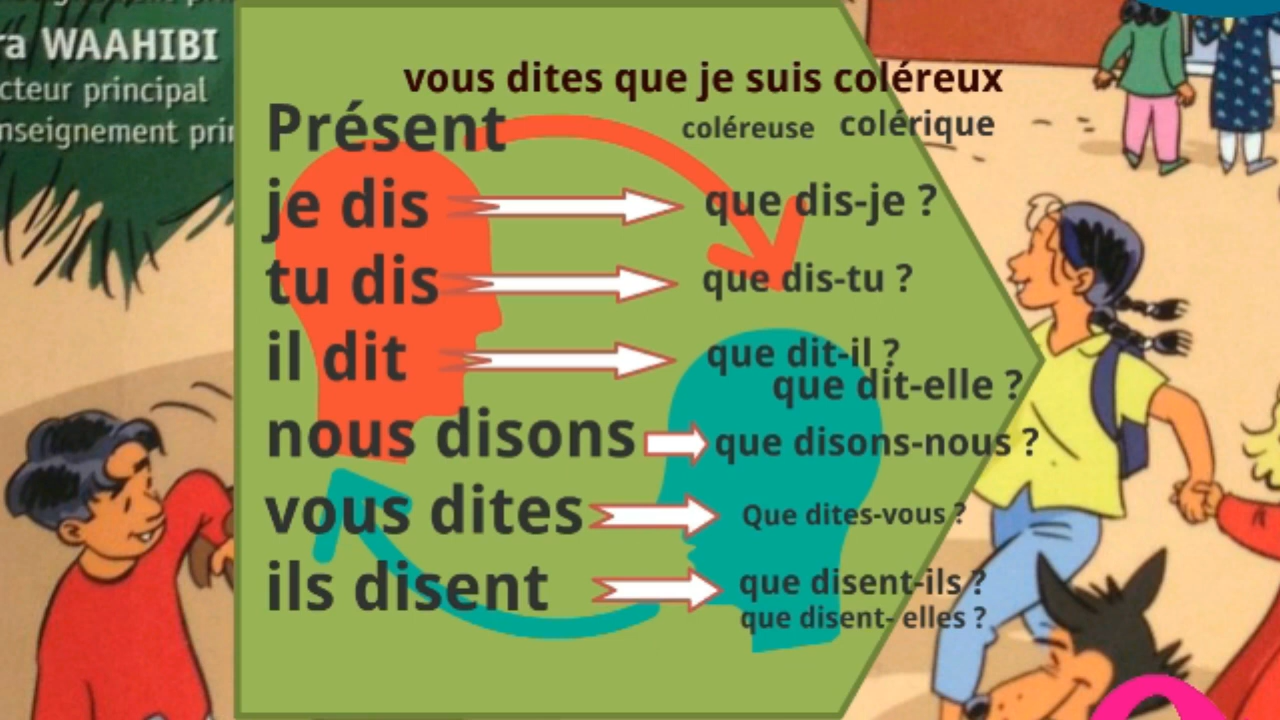 ra WAAHIBI
cteur principal
nseignement prin
vous dites que je suis coléreux
Présent
coléreuse colérique
je dis
que dis-je ?
tu dis
que dis-tu ?
il dit
que dit-il ?
que dit-elle ?
nous disons
que disons-nous ?
vous dites
Que dites-vous ?
ils disent
que disent-ils ?
que disent- elles ?